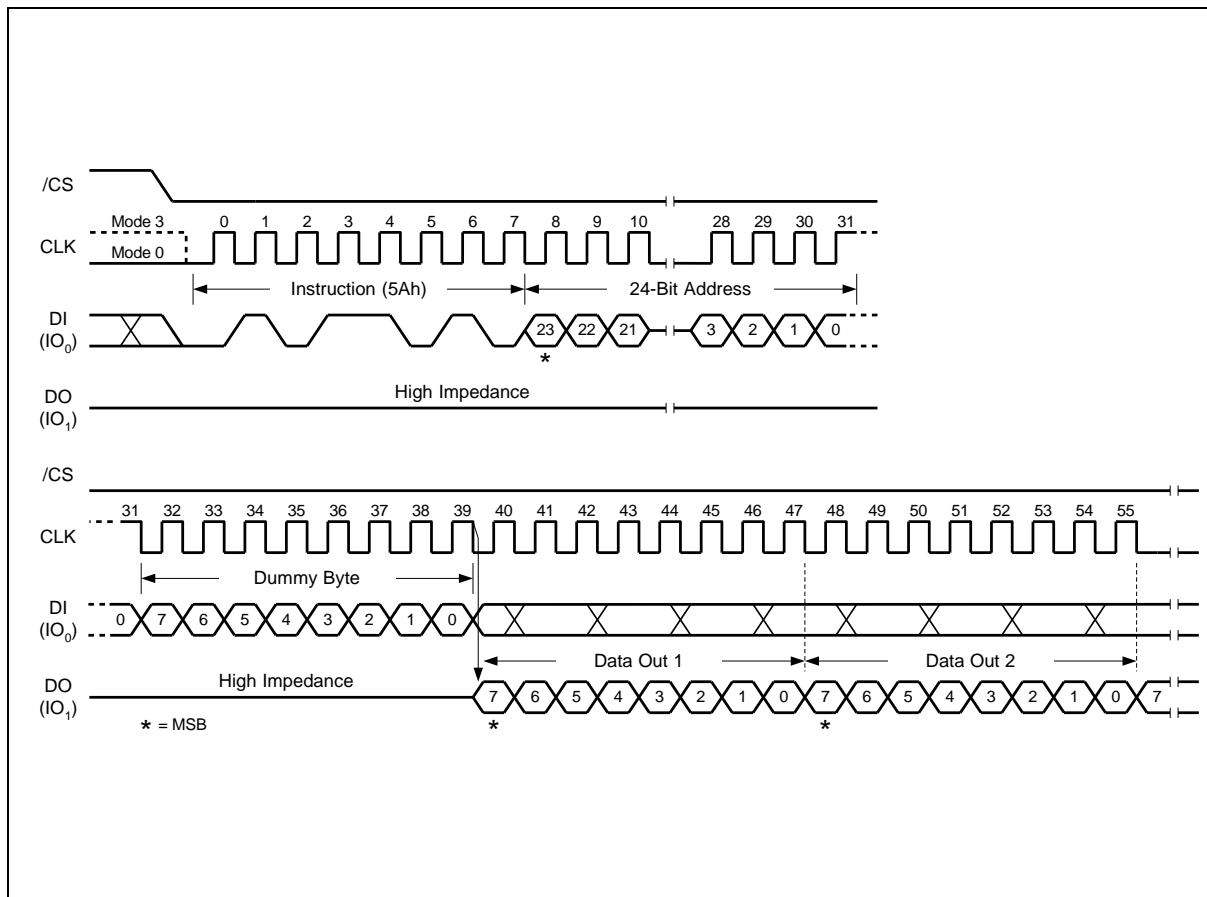 /CS
Mode 3 0 1 2 3 4 5 6 7 8 9 10 28 29 30 31
CLK
Mode 0
Instruction (5Ah) 24-Bit Address
DI
(IO0) 23 22 21 3 2 1 0
*
High Impedance
DO
(IO1)
/CS
31 32 33 34 35 36 37 38 39 40 41 42 43 44 45 46 47 48 49 50 51 52 53 54 55
CLK
Dummy Byte
DI
(IO0) 0 7 6 5 4 3 2 1 0
Data Out 1 Data Out 2
High Impedance
DO
(IO1) 7 6 5 4 3 2 1 0 7 6 5 4 3 2 1 0 7
* = MSB * *